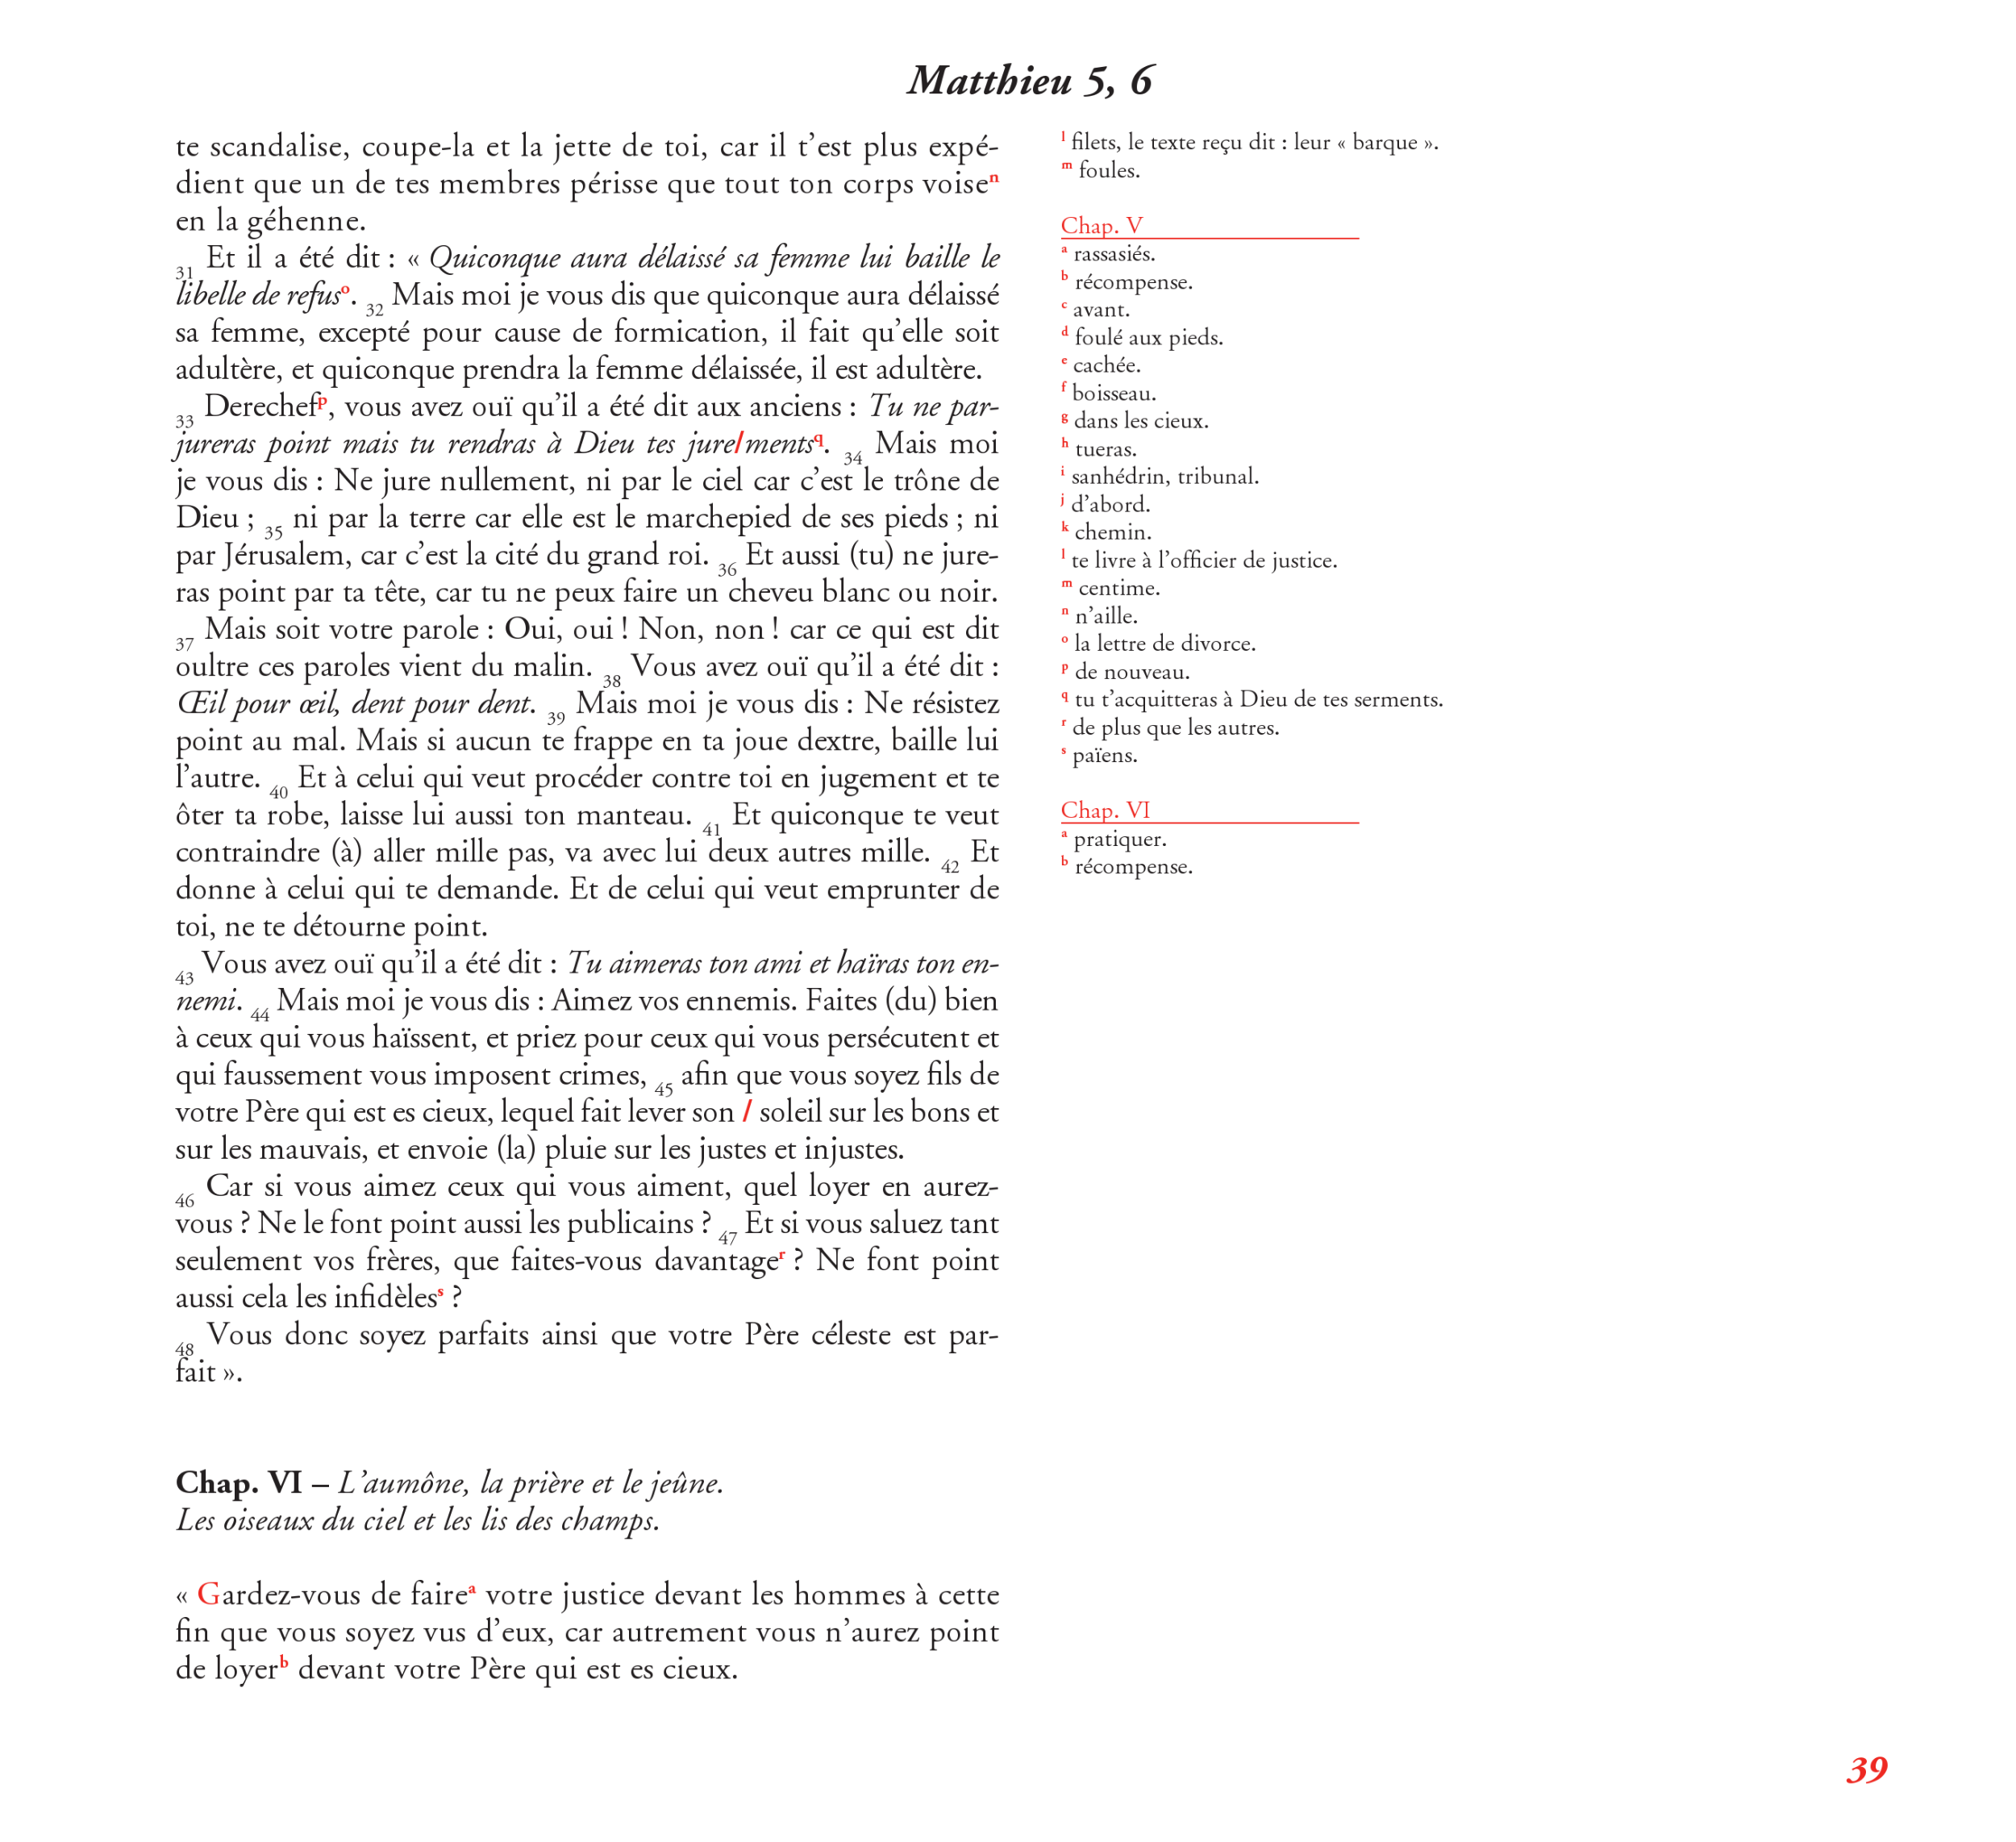 Matthieu 5, 6
te scandalise, coupe-la et la jette de toi, car il t’est plus expé-
dient que un de tes membres périsse que tout ton corps voiseⁿ
en la géhenne.
31 Et il a été dit : « Quiconque aura délaissé sa femme lui baille le
libelle de refusᵒ. 32 Mais moi je vous dis que quiconque aura délaissé
sa femme, excepté pour cause de formication, il fait qu’elle soit
adultère, et quiconque prendra la femme délaissée, il est adultère.
33 Derechefᵖ, vous avez ouï qu’il a été dit aux anciens : Tu ne par-
jureras point mais tu rendras à Dieu tes jure/mentsq. 34 Mais moi
je vous dis : Ne jure nullement, ni par le ciel car c’est le trône de
Dieu ; 35 ni par la terre car elle est le marchepied de ses pieds ; ni
par Jérusalem, car c’est la cité du grand roi. 36 Et aussi (tu) ne jure-
ras point par ta tête, car tu ne peux faire un cheveu blanc ou noir.
37 Mais soit votre parole : Oui, oui ! Non, non ! car ce qui est dit
oultre ces paroles vient du malin. 38 Vous avez ouï qu’il a été dit :
Œil pour œil, dent pour dent. 39 Mais moi je vous dis : Ne résistez
point au mal. Mais si aucun te frappe en ta joue dextre, baille lui
l’autre. 40 Et à celui qui veut procéder contre toi en jugement et te
ôter ta robe, laisse lui aussi ton manteau. 41 Et quiconque te veut
contraindre (à) aller mille pas, va avec lui deux autres mille. 42 Et
donne à celui qui te demande. Et de celui qui veut emprunter de
toi, ne te détourne point.
43 Vous avez ouï qu’il a été dit : Tu aimeras ton ami et haïras ton en-
nemi. 44 Mais moi je vous dis : Aimez vos ennemis. Faites (du) bien
à ceux qui vous haïssent, et priez pour ceux qui vous persécutent et
qui faussement vous imposent crimes, 45 afin que vous soyez fils de
votre Père qui est es cieux, lequel fait lever son / soleil sur les bons et
sur les mauvais, et envoie (la) pluie sur les justes et injustes.
46 Car si vous aimez ceux qui vous aiment, quel loyer en aurez-
vous ? Ne le font point aussi les publicains ? 47 Et si vous saluez tant
seulement vos frères, que faites-vous davantageʳ ? Ne font point
aussi cela les infidèlesˢ ?
48 Vous donc soyez parfaits ainsi que votre Père céleste est par-
fait ».
Chap. VI – L’aumône, la prière et le jeûne.
Les oiseaux du ciel et les lis des champs.
« Gardez-vous de faireᵃ votre justice devant les hommes à cette
fin que vous soyez vus d’eux, car autrement vous n’aurez point
de loyerᵇ devant votre Père qui est es cieux.
l filets, le texte reçu dit : leur « barque ».
m foules.
Chap. V
a rassasiés.
b récompense.
c avant.
d foulé aux pieds.
e cachée.
f boisseau.
g dans les cieux.
h tueras.
i sanhédrin, tribunal.
j d’abord.
k chemin.
l te livre à l’officier de justice.
m centime.
n n’aille.
o la lettre de divorce.
p de nouveau.
q tu t’acquitteras à Dieu de tes serments.
r de plus que les autres.
s païens.
Chap. VI
a pratiquer.
b récompense.
39